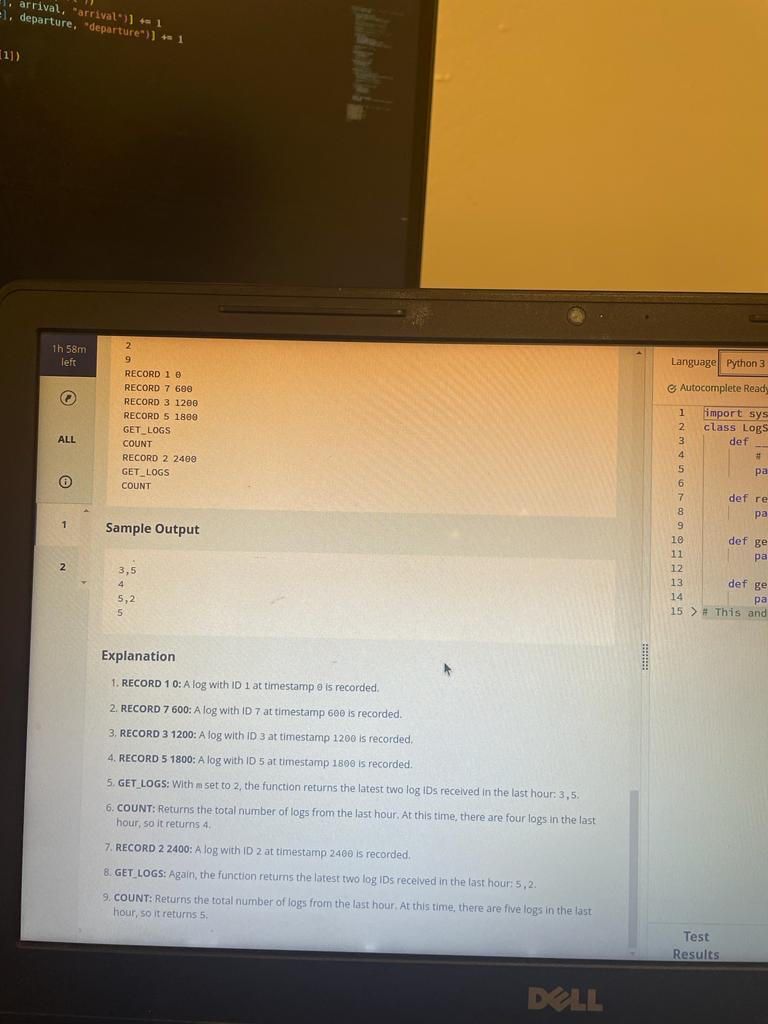 , arrival, "arrival")] += 1
], departure, "departure")] += 1
[1])
1h 58m
left
ALL
1
2
2
9
RECORD 1 0
RECORD 7 600
RECORD 3 1200
RECORD 5 1800
GET_LOGS
COUNT
RECORD 2 2400
GET_LOGS
COUNT
Sample Output
3,5
4
5,2
5
Explanation
1. RECORD 1 0: A log with ID 1 at timestamp 0 is recorded.
2. RECORD 7 600: A log with ID 7 at timestamp 600 is recorded.
3. RECORD 3 1200: A log with ID 3 at timestamp 1200 is recorded.
4. RECORD 5 1800: A log with ID 5 at timestamp 1800 is recorded.
5. GET_LOGS: With m set to 2, the function returns the latest two log IDs received in the last hour: 3,5.
6. COUNT: Returns the total number of logs from the last hour. At this time, there are four logs in the last
hour, so it returns 4.
7. RECORD 2 2400: A log with ID 2 at timestamp 2400 is recorded.
8. GET_LOGS: Again, the function returns the latest two log IDs received in the last hour: 5,2.
9. COUNT: Returns the total number of logs from the last hour. At this time, there are five logs in the last
hour, so it returns 5.
Language Python 3
Autocomplete Ready
1 import sys
2 class LogS
3 def __
4 #
5 pa
6
7 def re
8 pa
9
10 def ge
11 pa
12
13 def ge
14 pa
15 > # This and
Test
Results
DELL